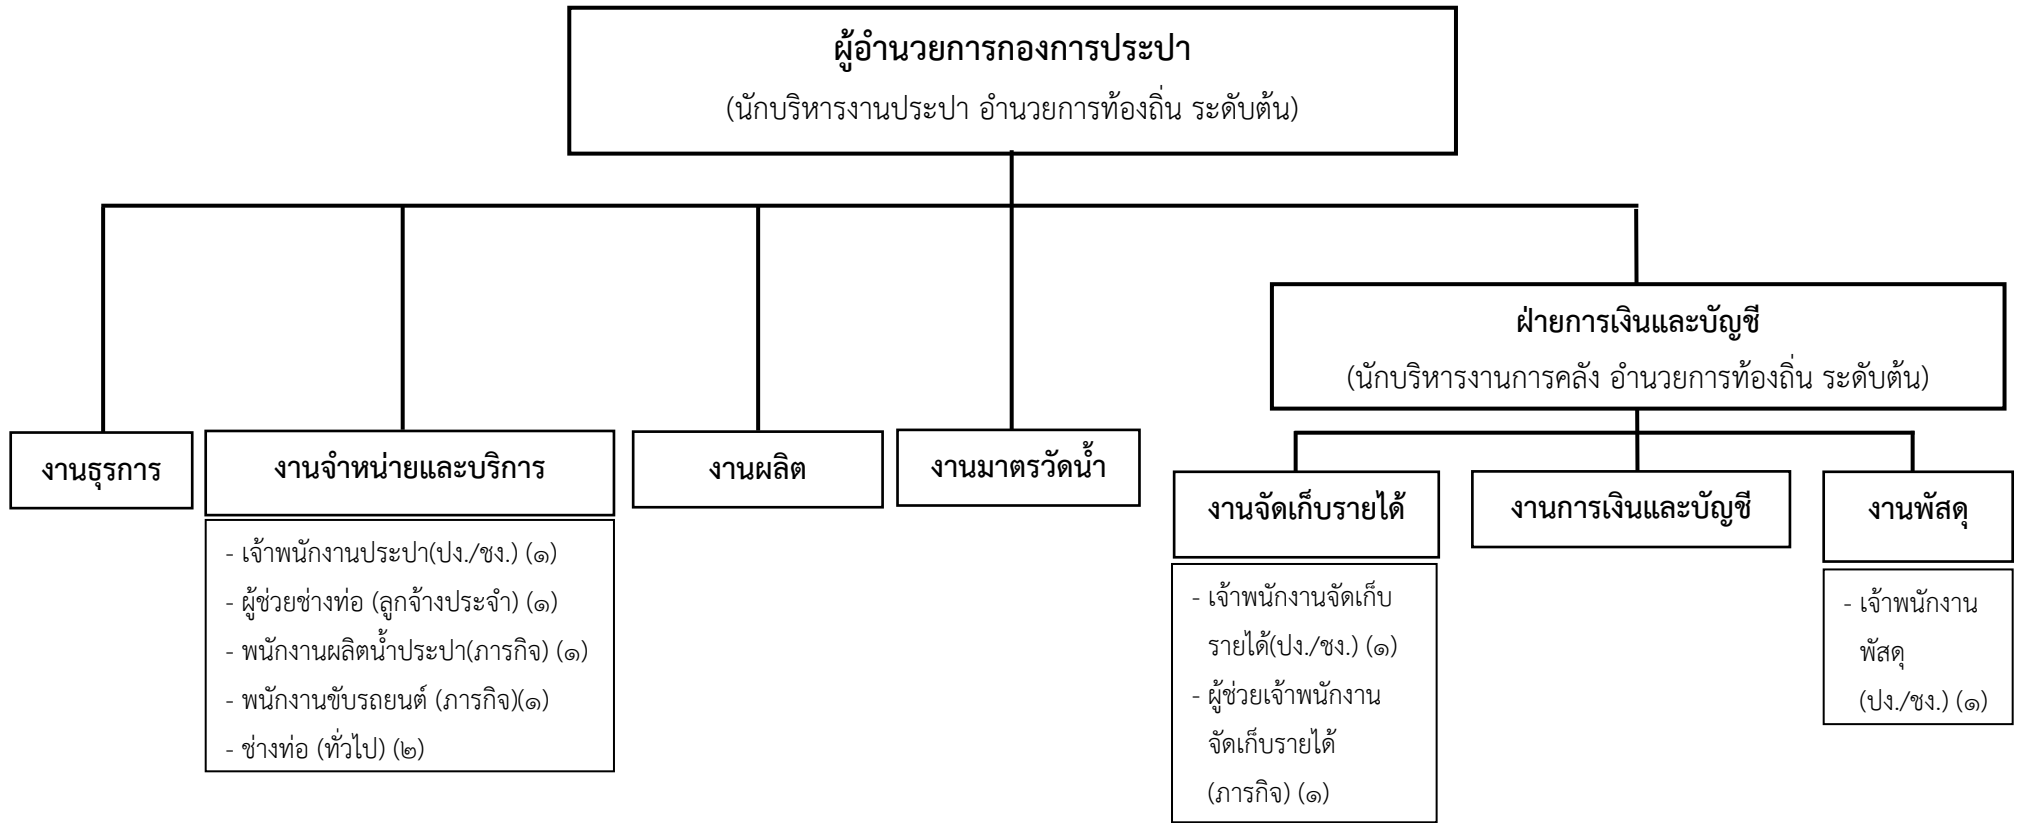 ผู้อำนวยการกองการประปา
(นักบริหารงานประปา อำนวยการท้องถิ่น ระดับต้น)
ฝ่ายการเงินและบัญชี
(นักบริหารงานการคลัง อำนวยการท้องถิ่น ระดับต้น)
งานธุรการ
งานจำหน่ายและบริการ
- เจ้าพนักงานประปา(ปง./ชง.) (๑)
- ผู้ช่วยช่างท่อ (ลูกจ้างประจำ) (๑)
- พนักงานผลิตน้ำประปา(ภารกิจ) (๑)
- พนักงานขับรถยนต์ (ภารกิจ)(๑)
- ช่างท่อ (ทั่วไป) (๒)
งานผลิต
งานมาตรวัดน้ำ
งานจัดเก็บรายได้
- เจ้าพนักงานจัดเก็บ
รายได้(ปง./ชง.) (๑)
- ผู้ช่วยเจ้าพนักงาน
จัดเก็บรายได้
(ภารกิจ) (๑)
งานการเงินและบัญชี
งานพัสดุ
- เจ้าพนักงาน
พัสดุ
(ปง./ชง.) (๑)